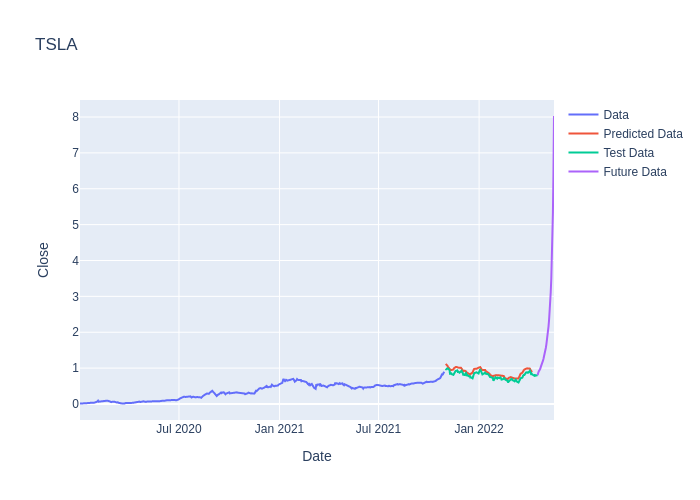 TSLA
Data
Predicted Data
Test Data
Future Data
Close
8
7
6
5
4
3
2
1
0
Jul 2020
Jan 2021
Jul 2021
Jan 2022
Date